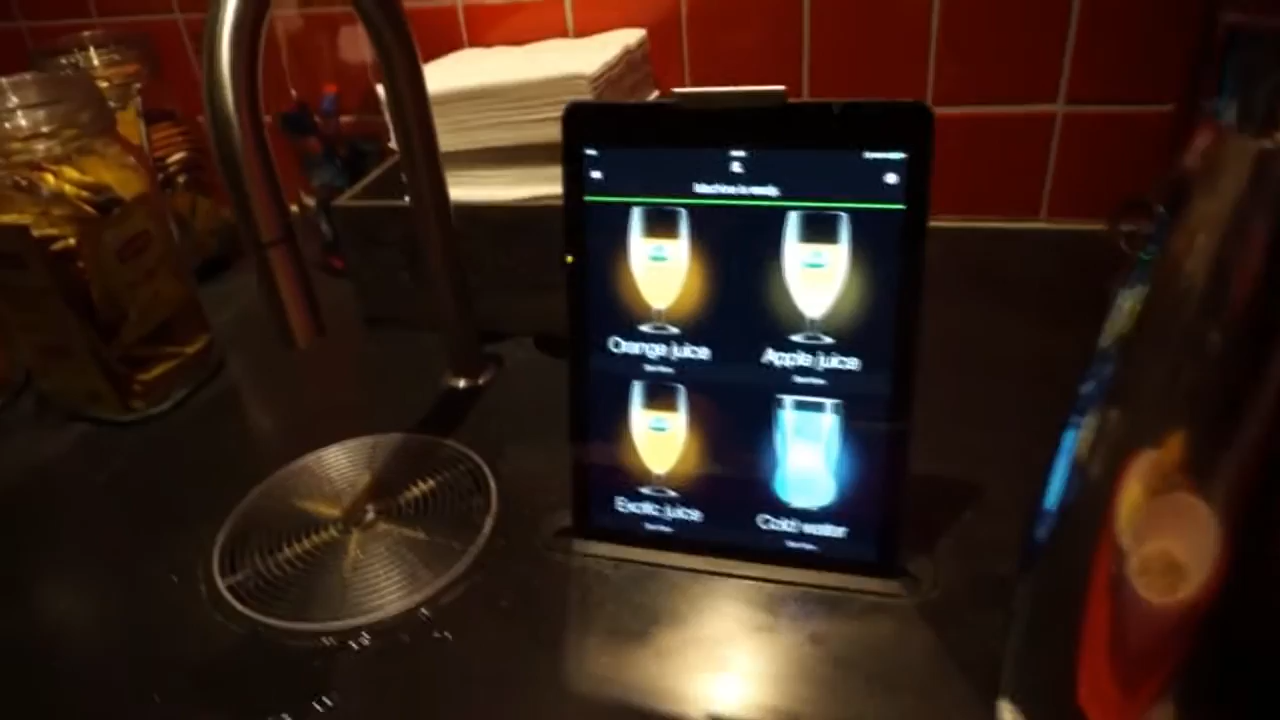 Machine is ready
Orange juice
Apple juice
Exotic juice
Cold water